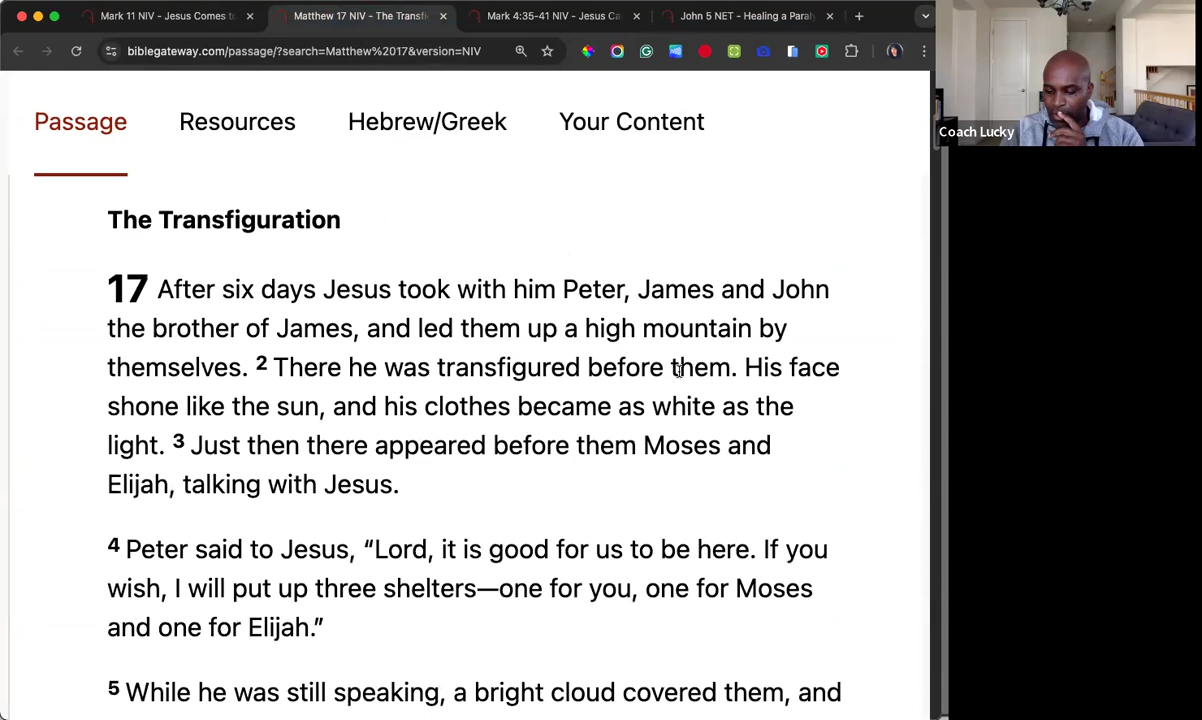 Mark 11 NIV - Jesus Comes to
Matthew 17 NIV - The Transfi
Mark 4:35-41 NIV - Jesus Ca
John 5 NET - Healing a Paraly
biblegateway.com/passage/?search=Matthew%2017&version=NIV
Coach Lucky
Passage
Resources
Hebrew/Greek
Your Content
The Transfiguration
17 After six days Jesus took with him Peter, James and John
the brother of James, and led them up a high mountain by
themselves. 2 There he was transfigured before them. His face
shone like the sun, and his clothes became as white as the
light. 3 Just then there appeared before them Moses and
Elijah, talking with Jesus.
4 Peter said to Jesus, “Lord, it is good for us to be here. If you
wish, I will put up three shelters—one for you, one for Moses
and one for Elijah.”
5 While he was still speaking, a bright cloud covered them, and